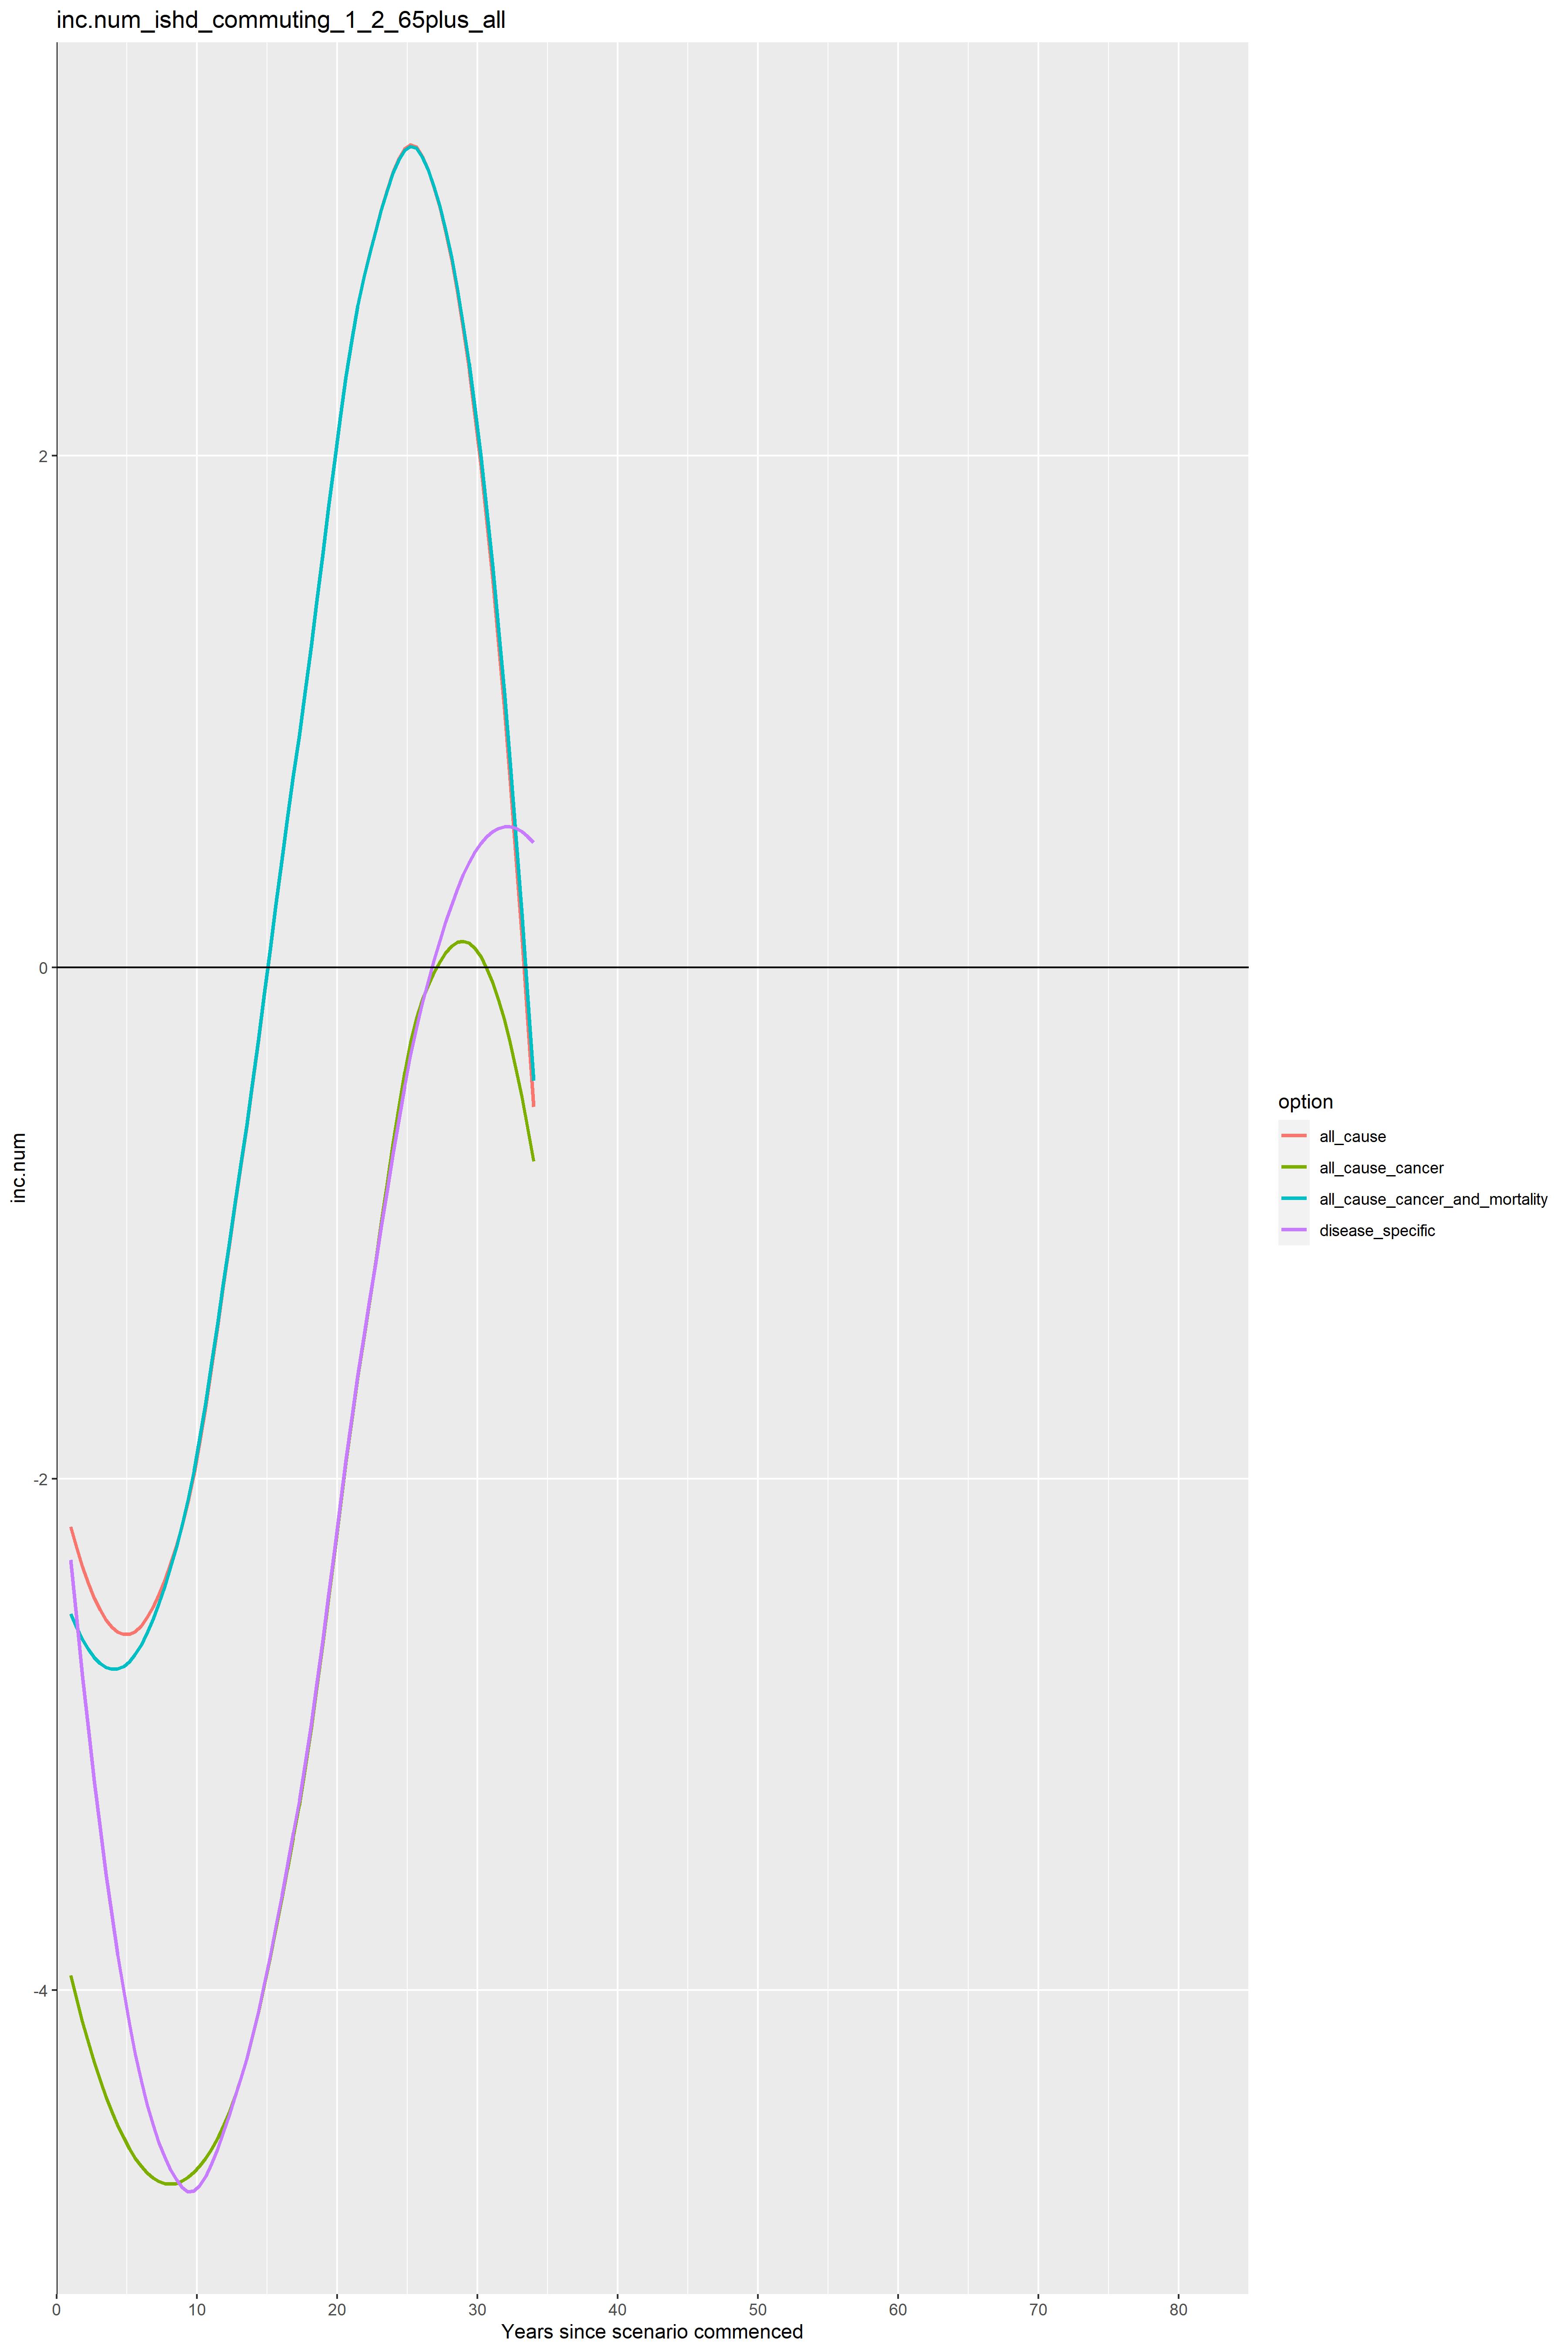 inc.num_ishd_commuting_1_2_65plus_all
inc.num
2
0
-2
-4
0 10 20 30 40 50 60 70 80
Years since scenario commenced
option
all_cause
all_cause_cancer
all_cause_cancer_and_mortality
disease_specific